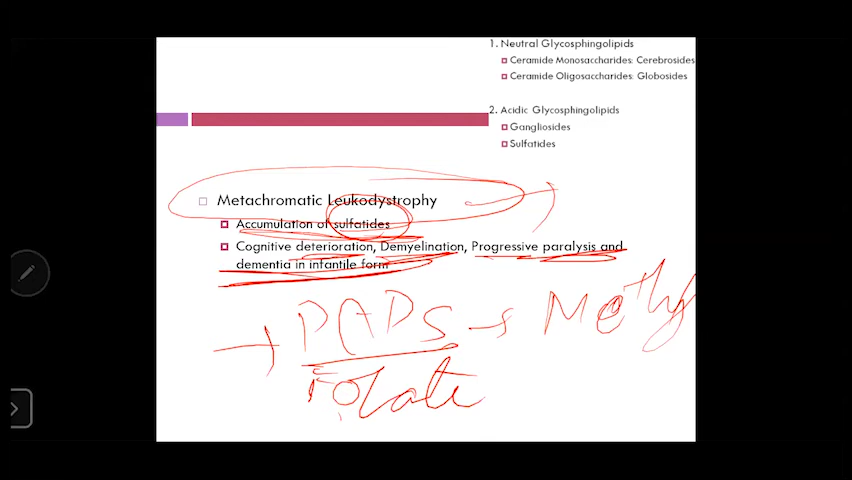 1. Neutral Glycosphingolipids
Ceramide Monosaccharides: Cerebrosides
Ceramide Oligosaccharides: Globosides
2. Acidic Glycosphingolipids
Gangliosides
Sulfatides
Metachromatic Leukodystrophy
Accumulation of sulfatides
Cognitive deterioration, Demyelination, Progressive paralysis and
dementia in infantile form
→ PAPS → Methy